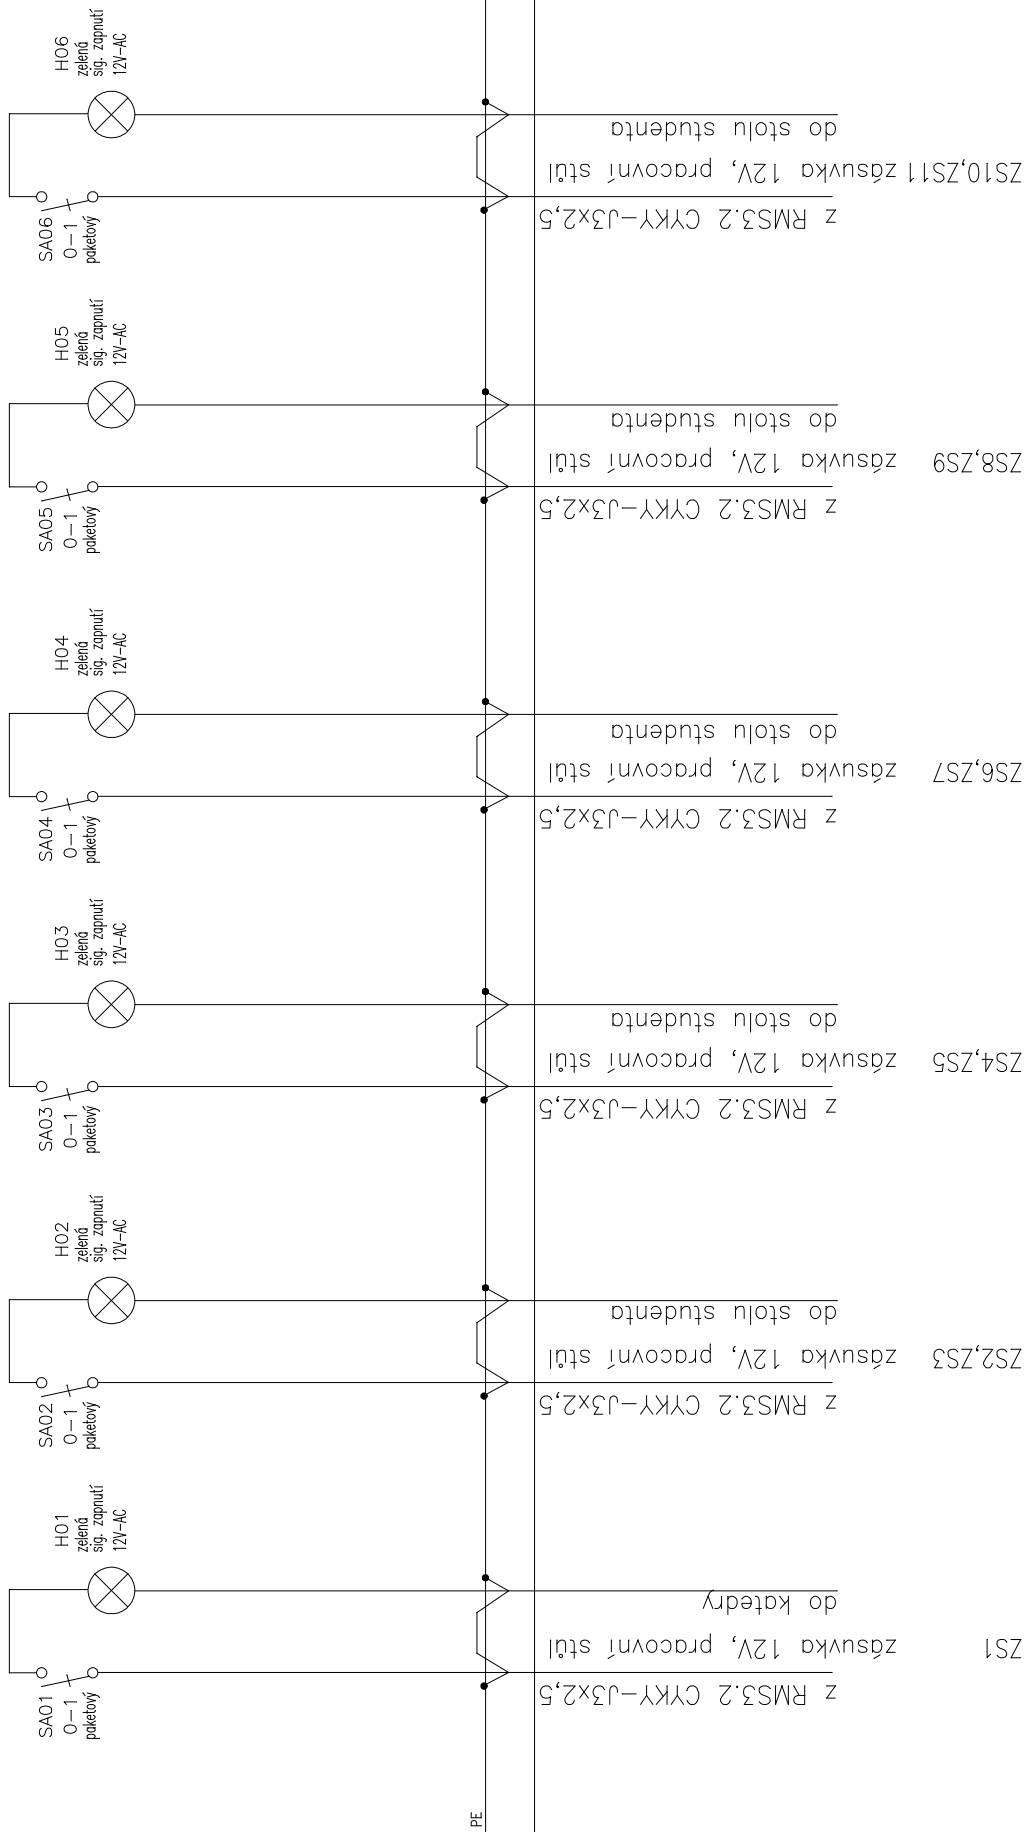 H06
zelená
sig. zapnutí
12V-AC
SA06
0-1
paketový
do stolu studenta
ZS10,ZS11 zásuvka 12V, pracovní stůl
z RMS3.2 CYKY-J3x2,5
H05
zelená
sig. zapnutí
12V-AC
SA05
0-1
paketový
do stolu studenta
ZS8,ZS9 zásuvka 12V, pracovní stůl
z RMS3.2 CYKY-J3x2,5
H04
zelená
sig. zapnutí
12V-AC
SA04
0-1
paketový
do stolu studenta
ZS6,ZS7 zásuvka 12V, pracovní stůl
z RMS3.2 CYKY-J3x2,5
H03
zelená
sig. zapnutí
12V-AC
SA03
0-1
paketový
do stolu studenta
ZS4,ZS5 zásuvka 12V, pracovní stůl
z RMS3.2 CYKY-J3x2,5
H02
zelená
sig. zapnutí
12V-AC
SA02
0-1
paketový
do stolu studenta
ZS2,ZS3 zásuvka 12V, pracovní stůl
z RMS3.2 CYKY-J3x2,5
H01
zelená
sig. zapnutí
12V-AC
SA01
0-1
paketový
do katedry
ZS1 zásuvka 12V, pracovní stůl
z RMS3.2 CYKY-J3x2,5
PE